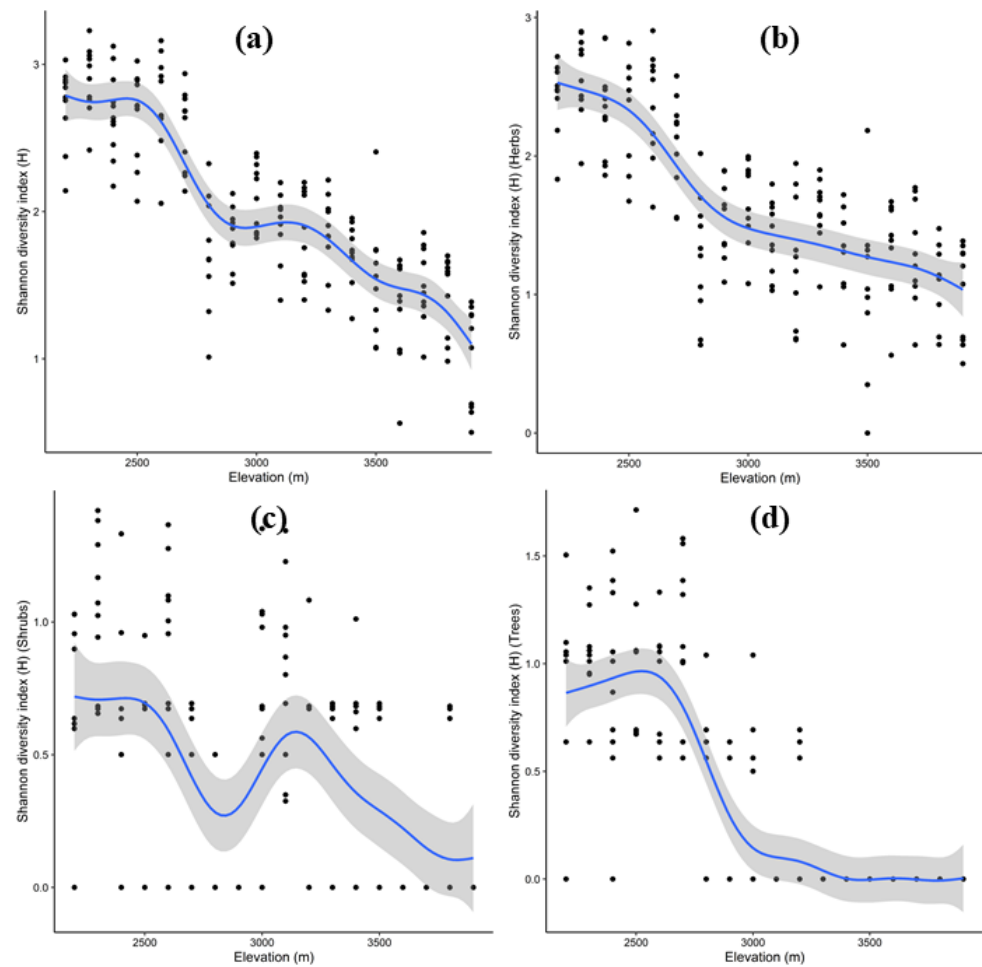 (a)
Shannon diversity index (H)
3
2
1
2500
3000
3500
Elevation (m)
(b)
Shannon diversity index (H) (Herbs)
3
2
1
0
2500
3000
3500
Elevation (m)
(c)
Shannon diversity index (H) (Shrubs)
1.0
0.5
0.0
2500
3000
3500
Elevation (m)
(d)
Shannon diversity index (H) (Trees)
1.5
1.0
0.5
0.0
2500
3000
3500
Elevation (m)